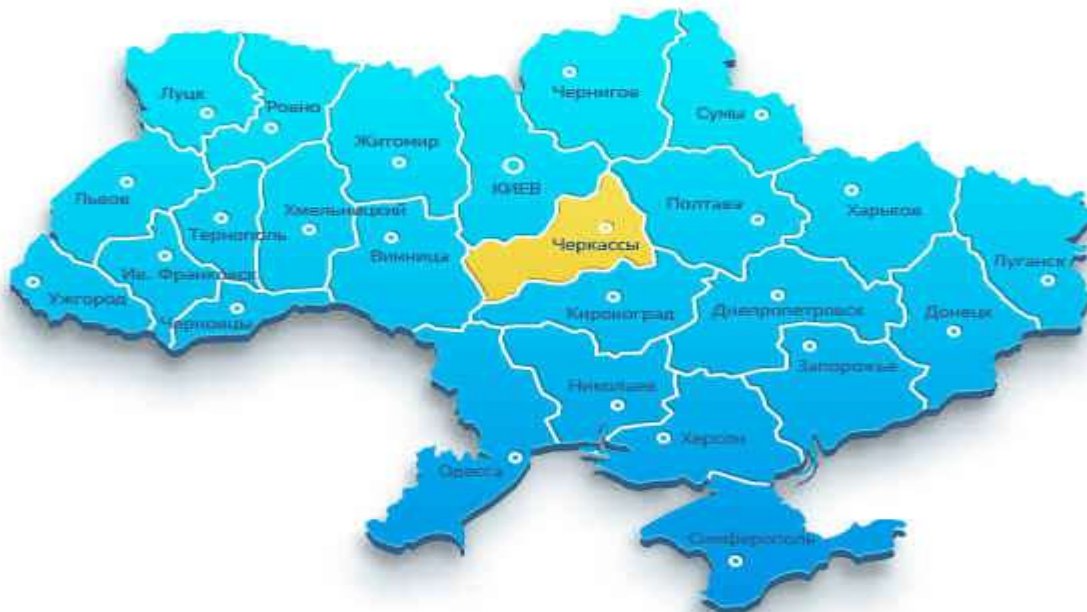 Чернигов
Луцк
Ровно
Сумы
Житомир
КИЕВ
Львов
Полтава
Харьков
Хмельницкий
Тернополь
Черкассы
Винница
Ив. Франковск
Луганск
Ужгород
Черновцы
Кироноград
Днепропетровск
Донецк
Запорожье
Николаев
Херсон
Одесса
Симферополь